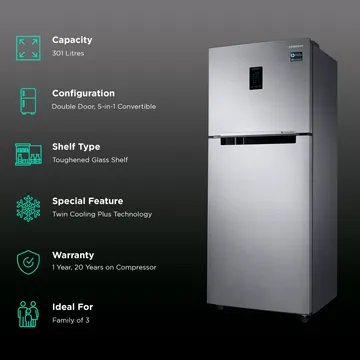 Capacity
301 Litres
Configuration
Double Door, 5-in-1 Convertible
Shelf Type
Toughened Glass Shelf
Special Feature
Twin Cooling Plus Technology
Warranty
1 Year, 20 Years on Compressor
Ideal For
Family of 3
SAMSUNG